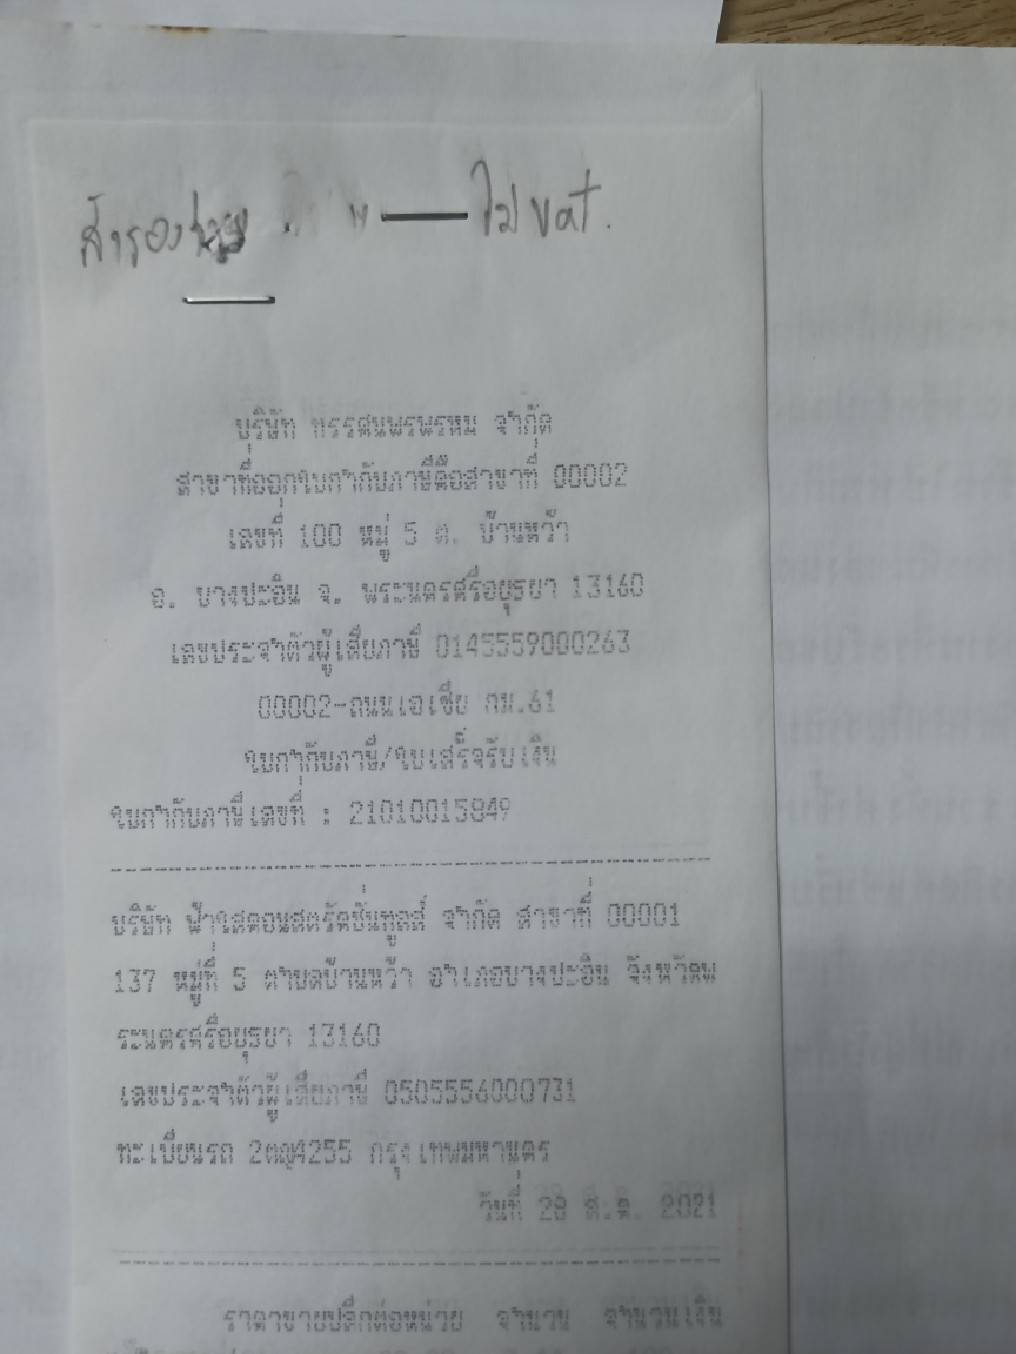 สำรองจ่าย ไม่ vat.
บริษัท พรรศนพรพรหม จำกัด
สาขาที่ออกใบกำกับภาษีคือสาขาที่ 00002
เลขที่ 100 หมู่ 5 ต. บ้านหว้า
อ. บางปะอิน จ. พระนครศรีอยุธยา 13160
เลขประจำตัวผู้เสียภาษี 0145559000263
00002-ถนนเอเซีย กม.61
ใบกำกับภาษี/ใบเสร็จรับเงิน
ใบกำกับภาษีเลขที่ : 21010015849
บริษัท ฟ้าใสคอนสตรัคชั่นทูลส์ จำกัด สาขาที่ 00001
137 หมู่ที่ 5 ตำบลบ้านหว้า อำเภอบางปะอิน จังหวัดพ
ระนครศรีอยุธยา 13160
เลขประจำตัวผู้เสียภาษี 0505556000731
ทะเบียนรถ 2ฒฌ4255 กรุงเทพมหานคร
วันที่ 28 ต.ค. 2021
ราคาขายปลีกต่อหน่วย จำนวน จำนวนเงิน